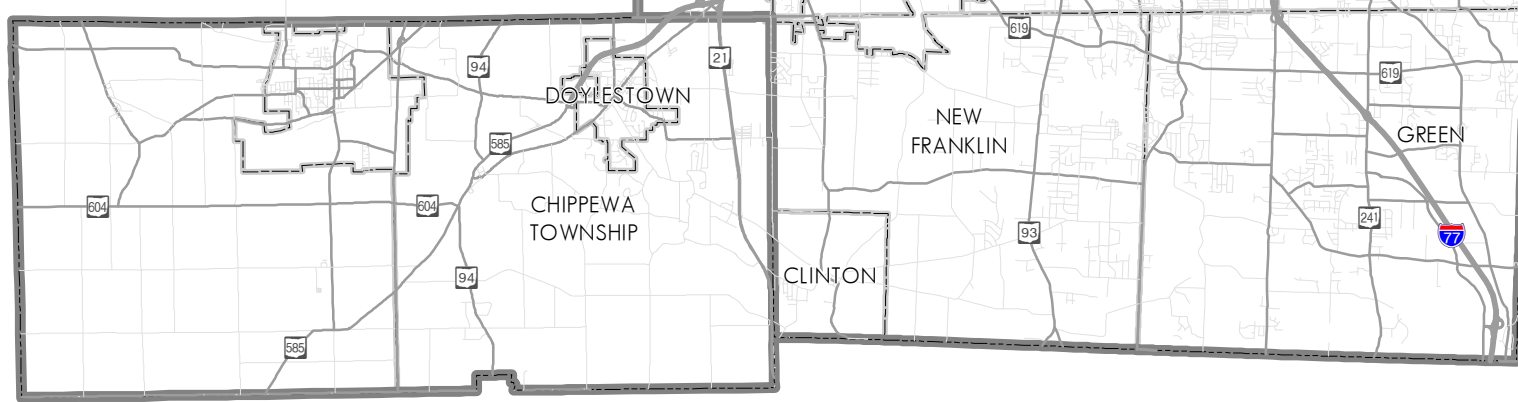 619
94
21
619
DOYLESTOWN
NEW
FRANKLIN
GREEN
585
604
604
CHIPPEWA
TOWNSHIP
241
93
77
94
CLINTON
585